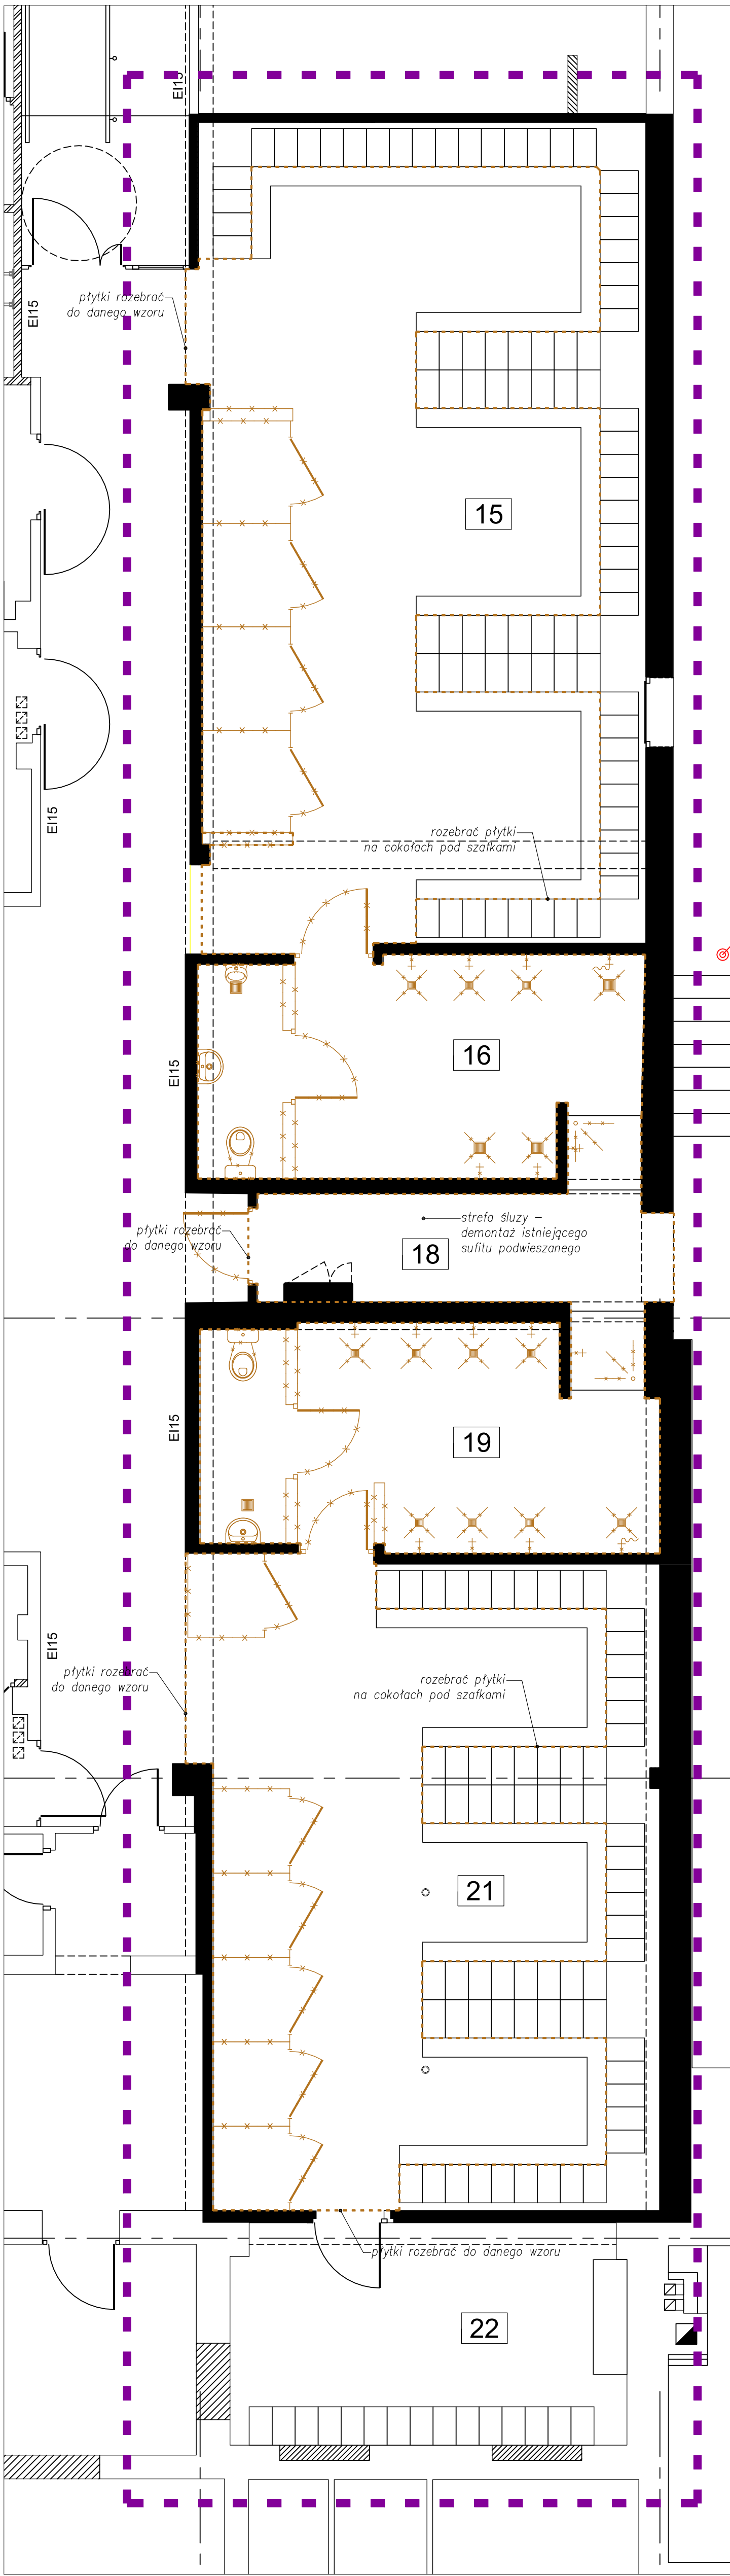 EI15
płytki rozebrać
do danego wzoru
EI15
15
EI15
rozebrać płytki
na cokołach pod szafkami
16
EI15
strefa śluzy –
demontaż istniejącego
sufitu podwieszanego
płytki rozebrać
do danego wzoru
18
EI15
19
EI15
płytki rozebrać
do danego wzoru
rozebrać płytki
na cokołach pod szafkami
21
płytki rozebrać do danego wzoru
22